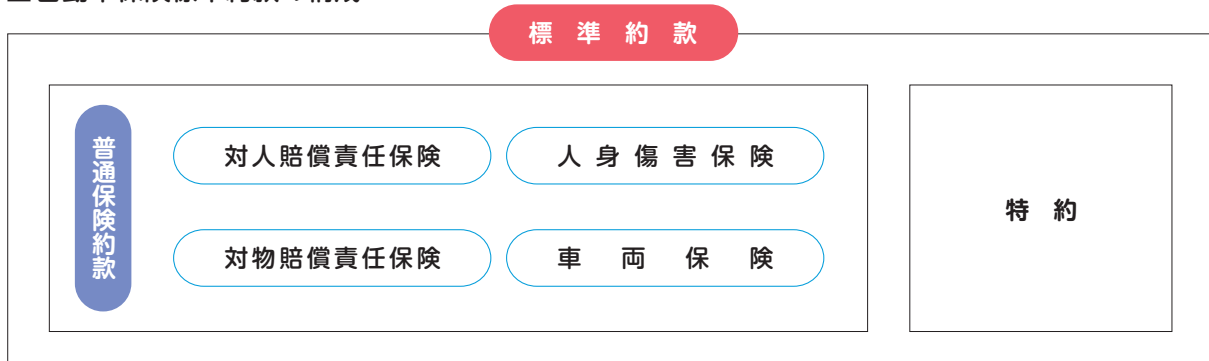 標準約款
普通保険約款
対人賠償責任保険
人身傷害保険
対物賠償責任保険
車両保険
特約